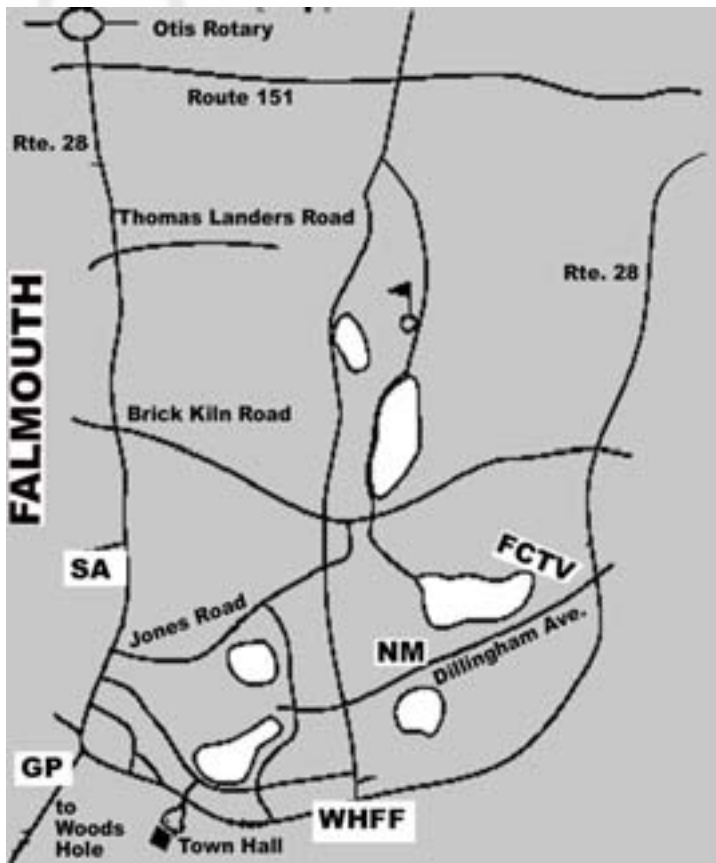 Otis Rotary
Route 151
Rte. 28
Thomas Landers Road
Rte. 28
FALMOUTH
Brick Kiln Road
FCTV
SA
Jones Road
NM
Dillingham Ave.
GP
to
Woods
Hole
WHFF
Town Hall